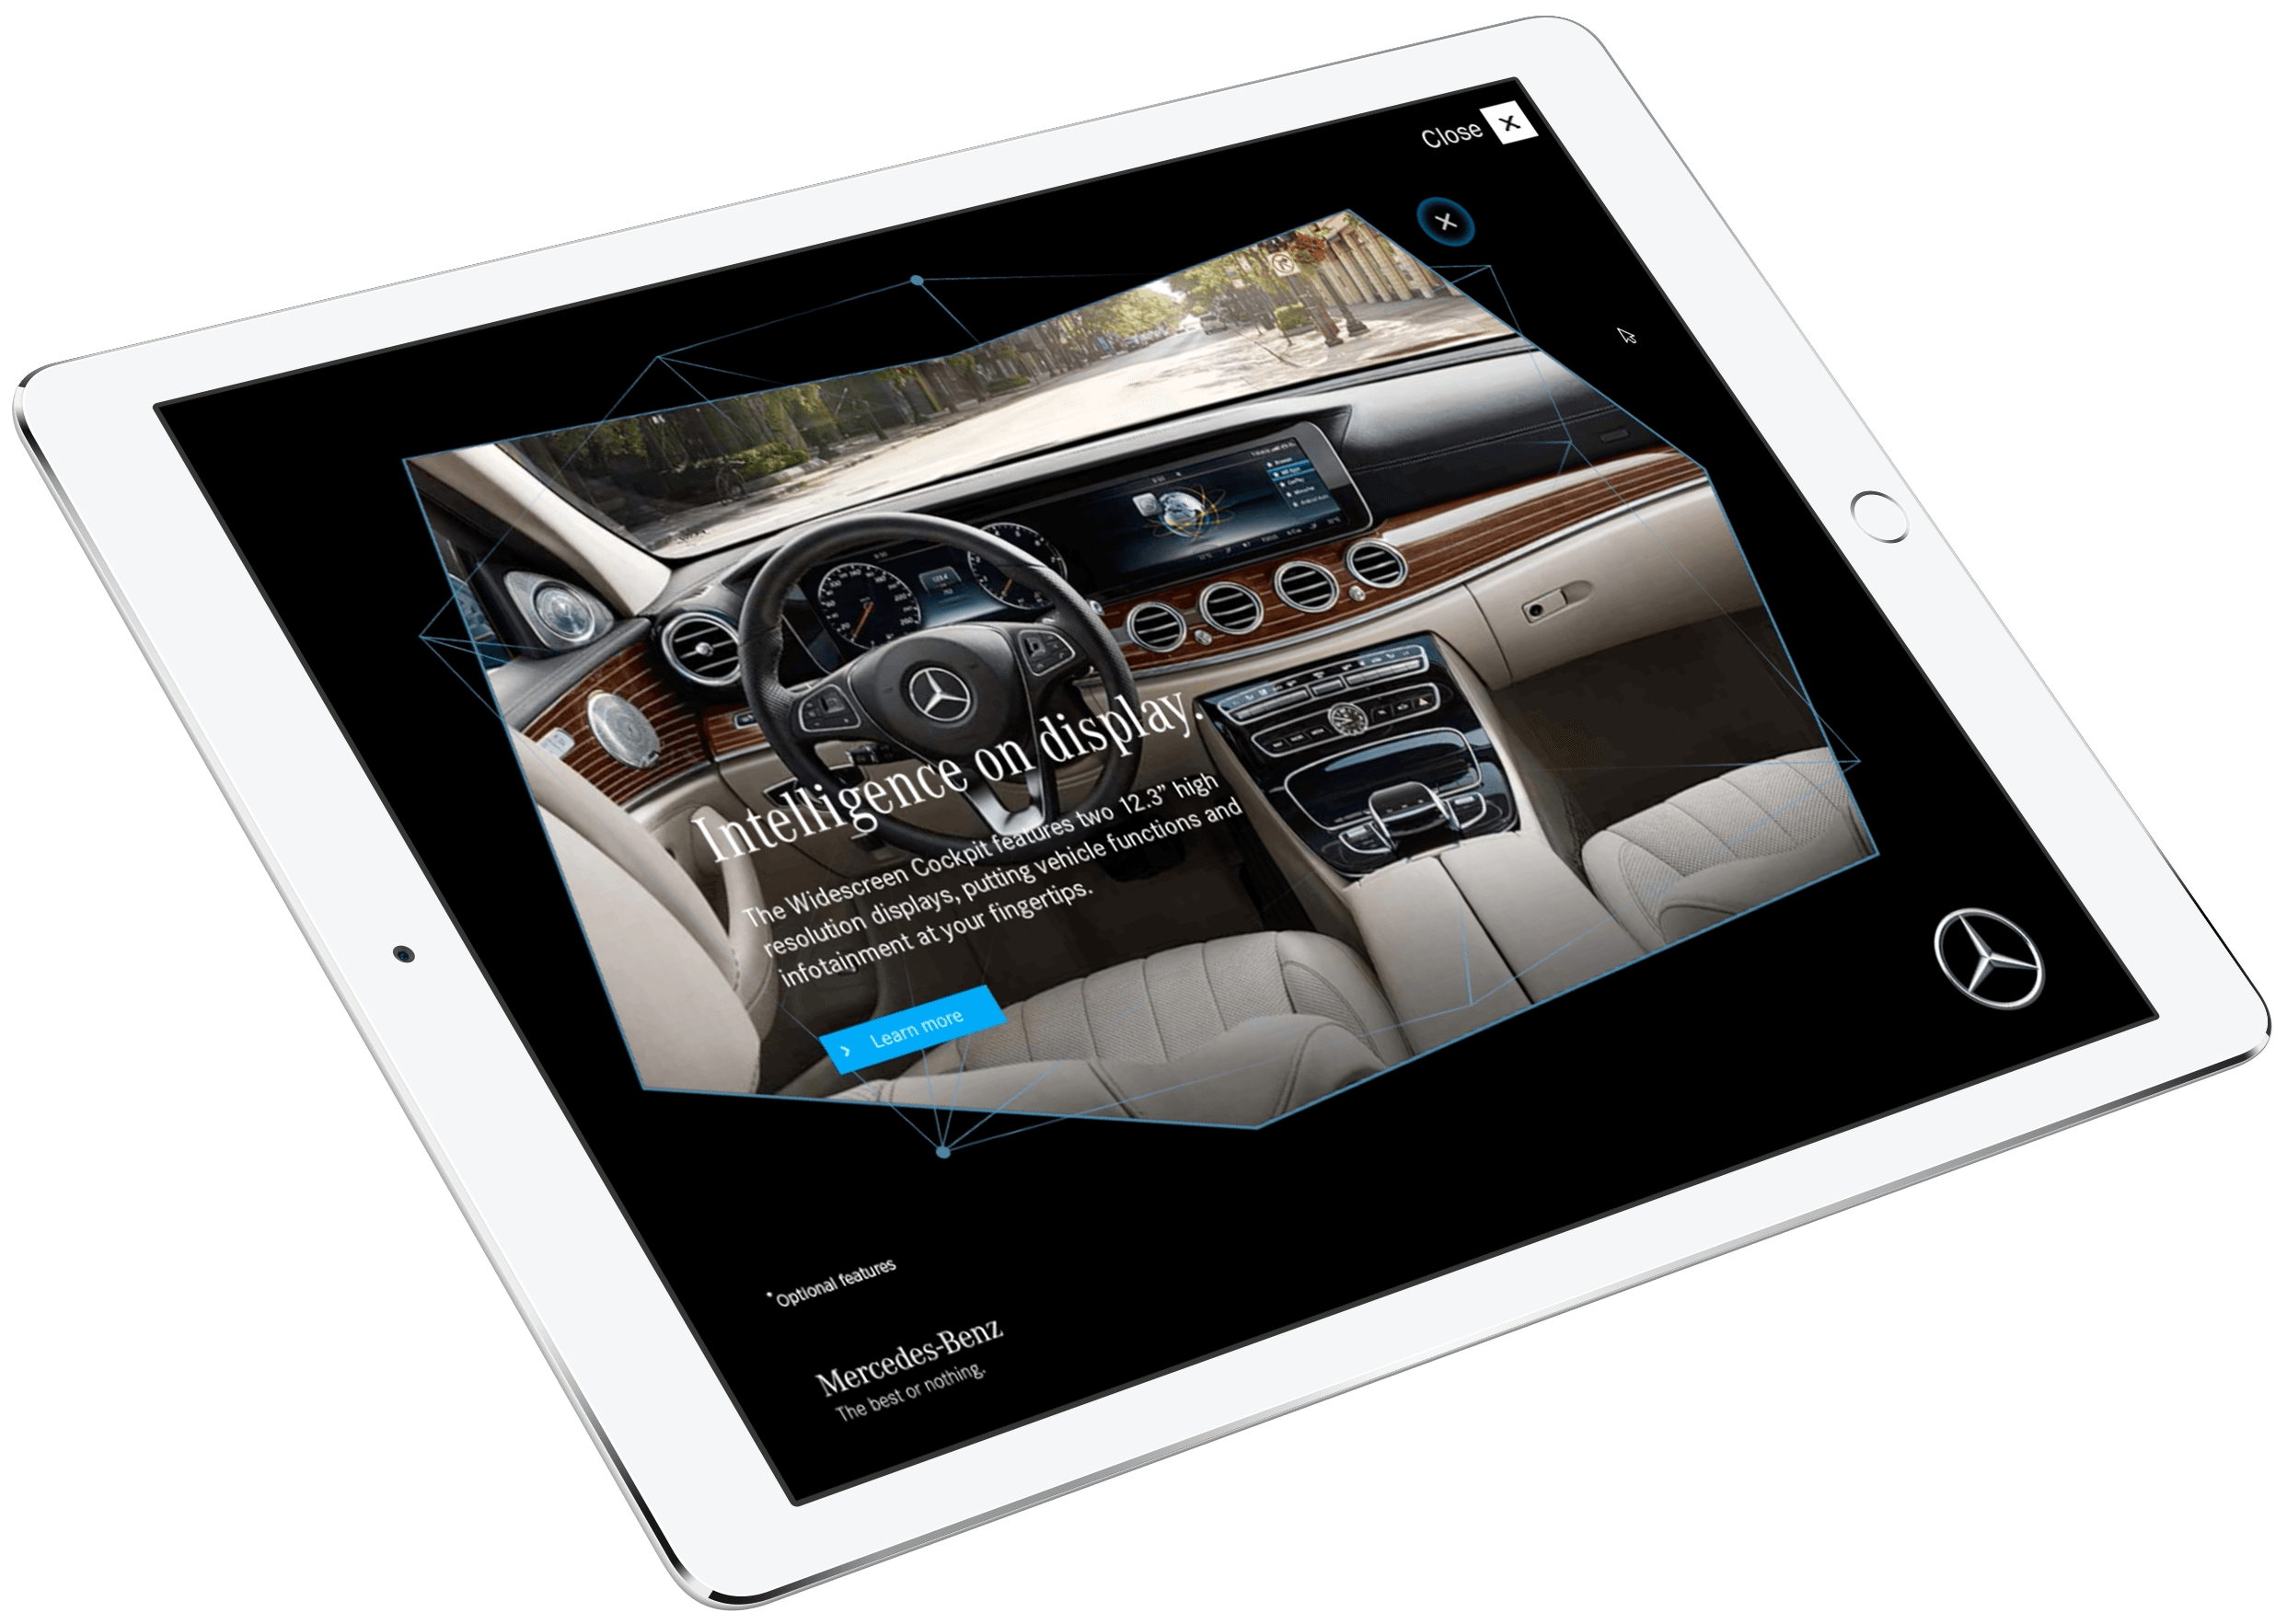 Close X
Intelligence on display.
The Widescreen Cockpit features two 12.3” high
resolution displays, putting vehicle functions and
infotainment at your fingertips.
Learn more
* Optional features
Mercedes-Benz
The best or nothing.